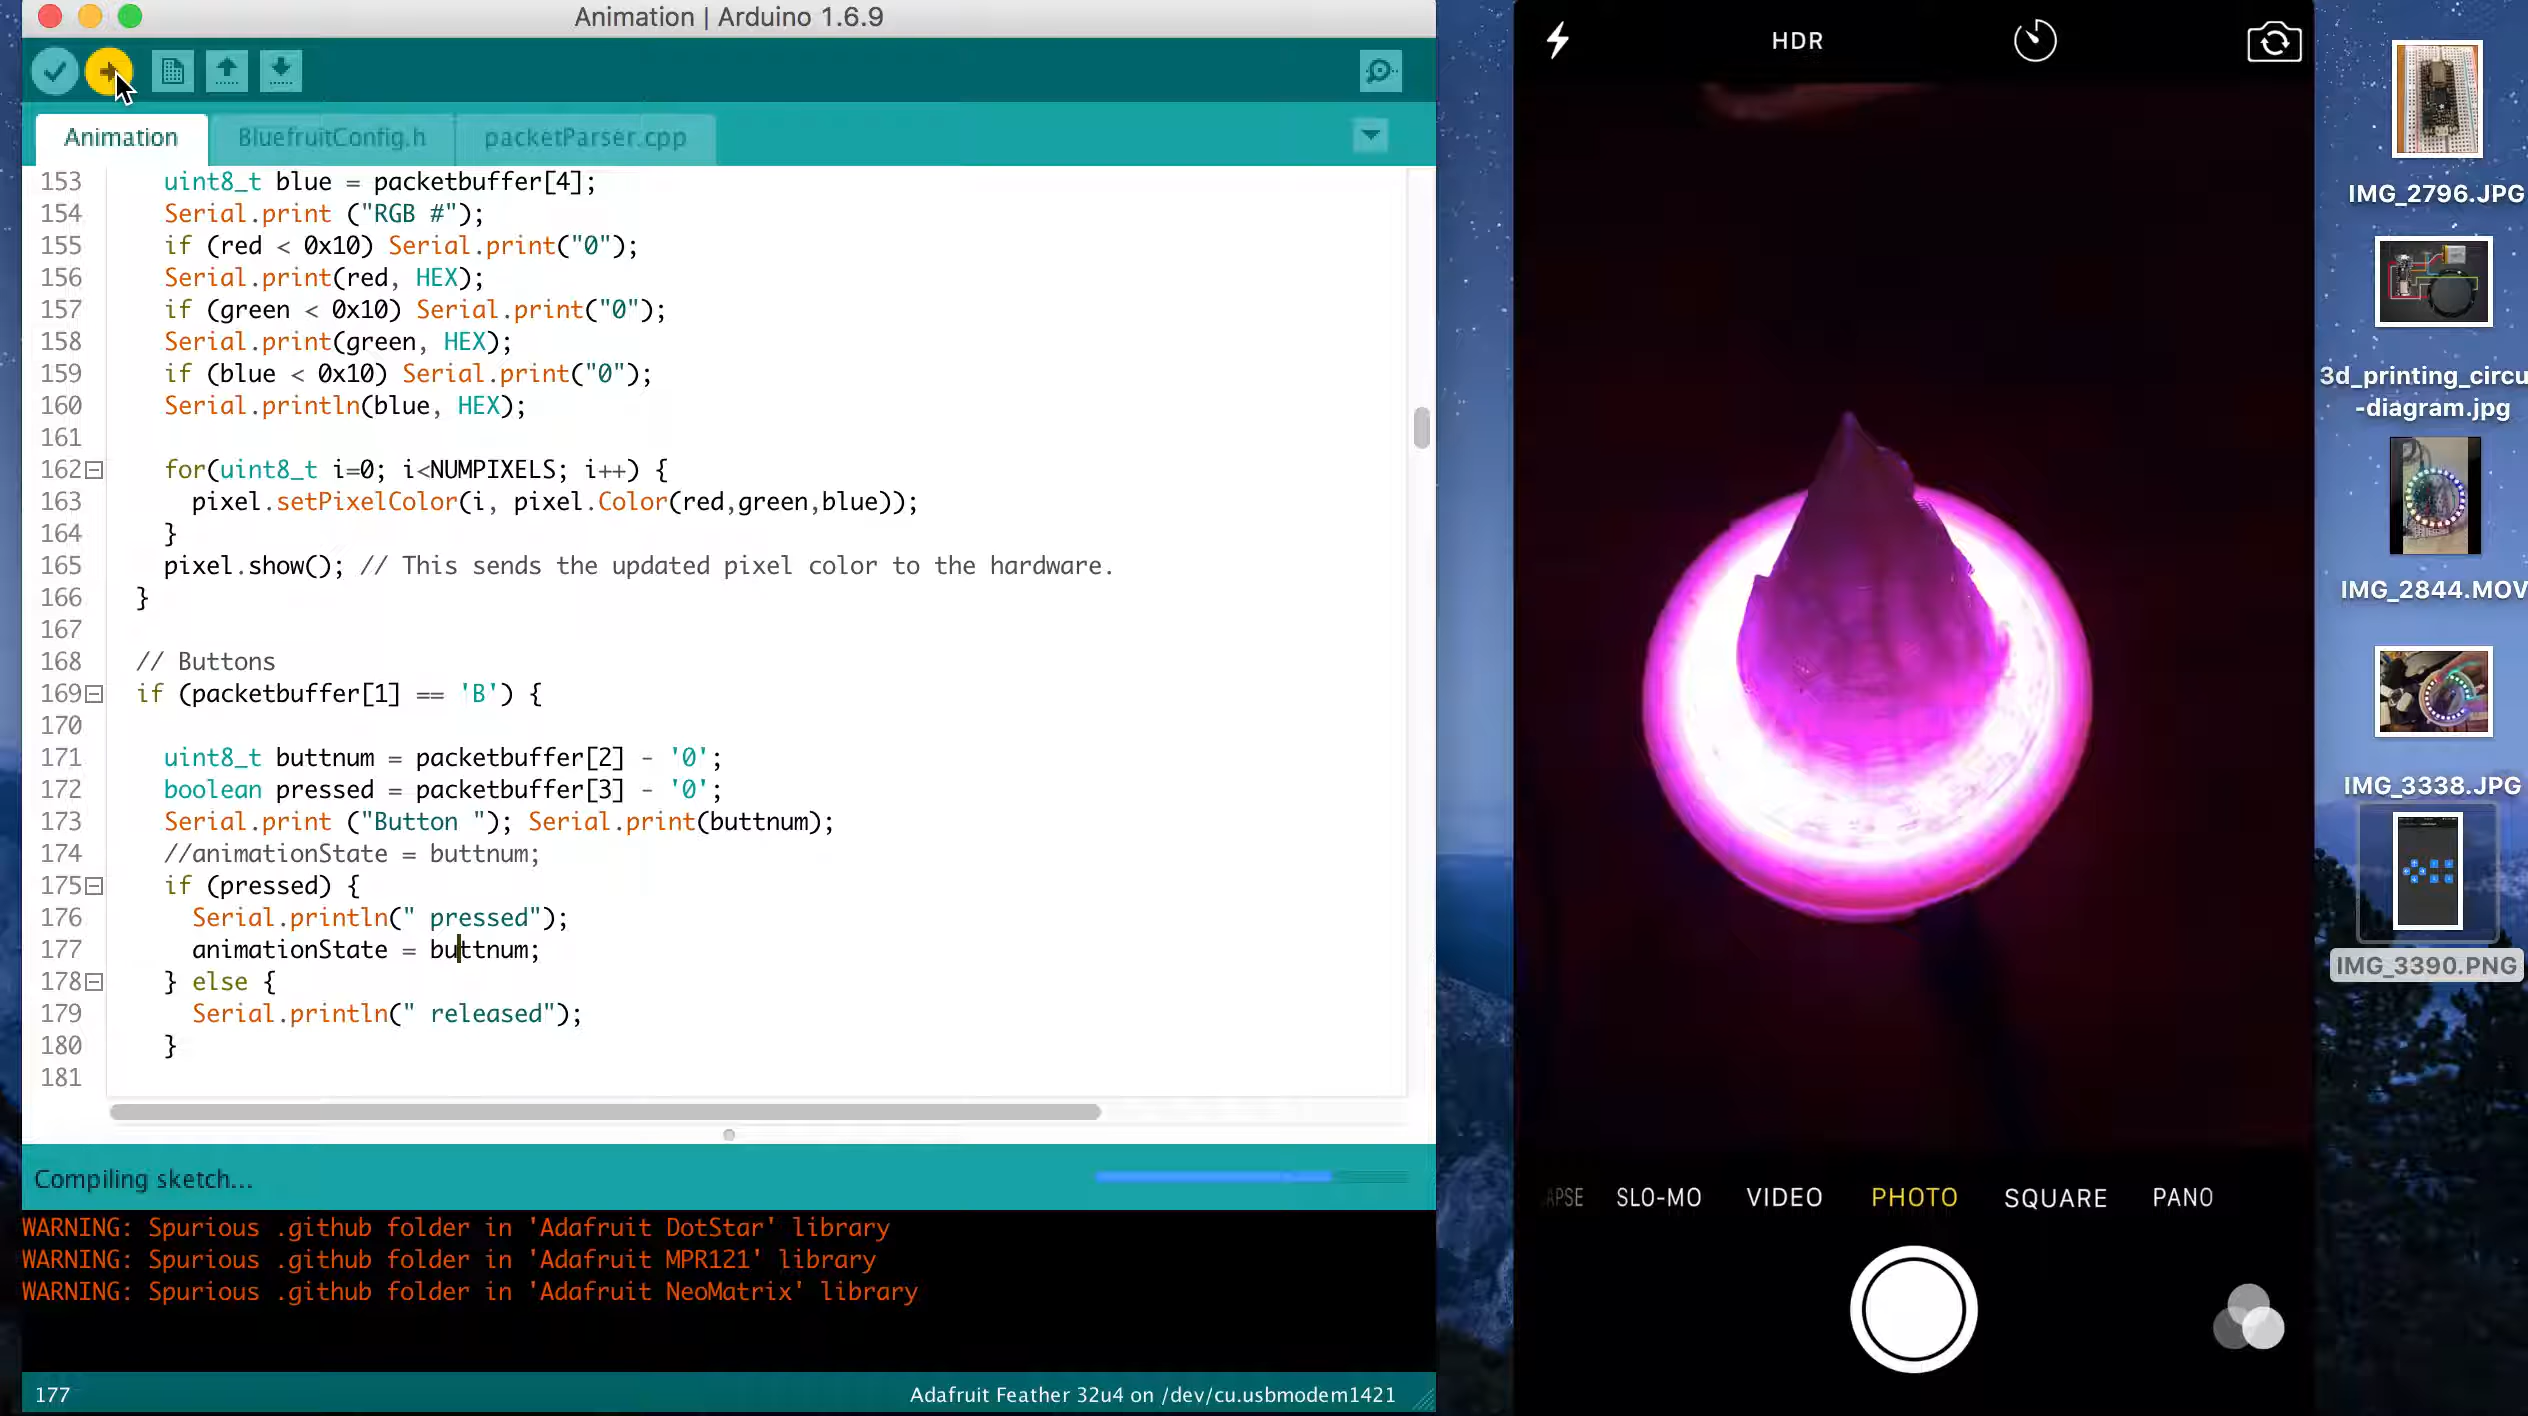 Animation | Arduino 1.6.9
Animation
BluefruitConfig.h
packetParser.cpp
153 uint8_t blue = packetbuffer[4];
154 Serial.print ("RGB #");
155 if (red < 0x10) Serial.print("0");
156 Serial.print(red, HEX);
157 if (green < 0x10) Serial.print("0");
158 Serial.print(green, HEX);
159 if (blue < 0x10) Serial.print("0");
160 Serial.println(blue, HEX);
161
162 for(uint8_t i=0; i<NUMPIXELS; i++) {
163 pixel.setPixelColor(i, pixel.Color(red,green,blue));
164 }
165 pixel.show(); // This sends the updated pixel color to the hardware.
166 }
167
168 // Buttons
169 if (packetbuffer[1] == 'B') {
170
171 uint8_t buttnum = packetbuffer[2] - '0';
172 boolean pressed = packetbuffer[3] - '0';
173 Serial.print ("Button "); Serial.print(buttnum);
174 //animationState = buttnum;
175 if (pressed) {
176 Serial.println(" pressed");
177 animationState = buttnum;
178 } else {
179 Serial.println(" released");
180 }
181
Compiling sketch...
WARNING: Spurious .github folder in 'Adafruit DotStar' library
WARNING: Spurious .github folder in 'Adafruit MPR121' library
WARNING: Spurious .github folder in 'Adafruit NeoMatrix' library
177
Adafruit Feather 32u4 on /dev/cu.usbmodem1421
HDR
APSE SLO-MO VIDEO PHOTO SQUARE PANO
IMG_2796.JPG
3d_printing_circu
-diagram.jpg
IMG_2844.MOV
IMG_3338.JPG
IMG_3390.PNG